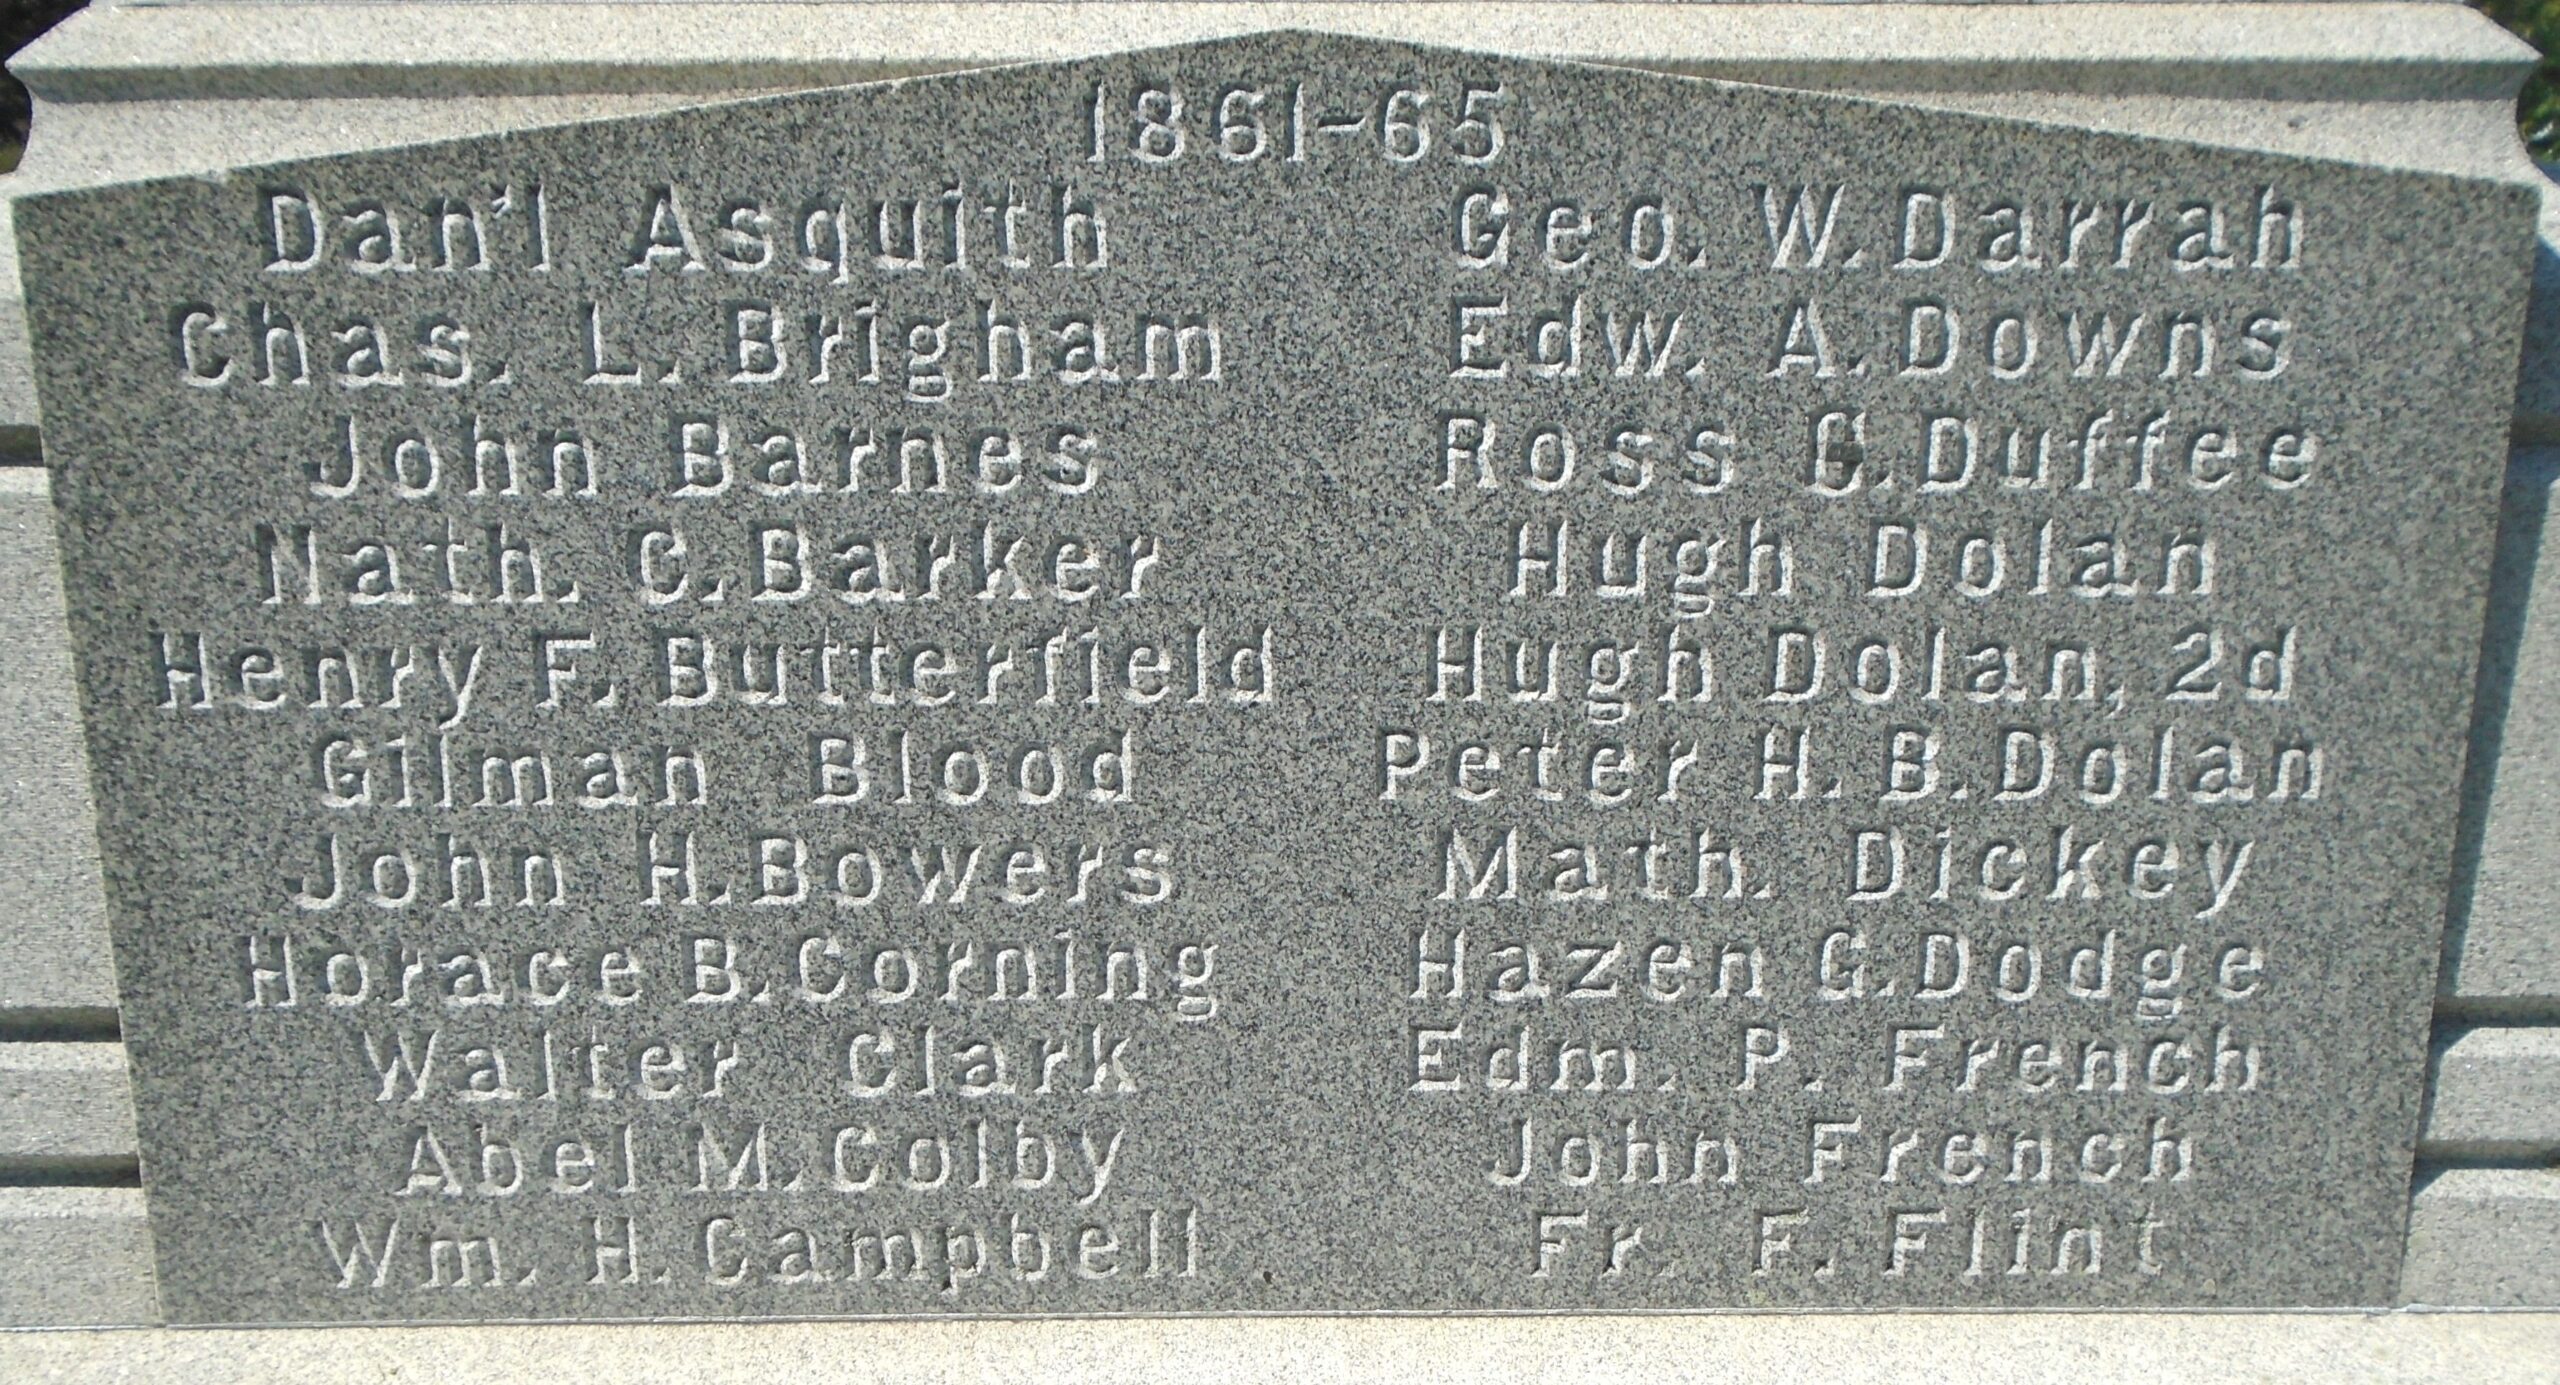 1861-65
Dan'l Asquith
Chas. L. Brigham
John Barnes
Nath. C. Barker
Henry F. Butterfield
Gilman Blood
John H. Bowers
Horace B. Corning
Walter Clark
Abel M. Colby
Wm. H. Campbell
Geo. W. Darrah
Edw. A. Downs
Ross C. Duffee
Hugh Dolan
Hugh Dolan, 2d
Peter H. B. Dolan
Math. Dickey
Hazen G. Dodge
Edm. P. French
John French
Fr. F. Flint